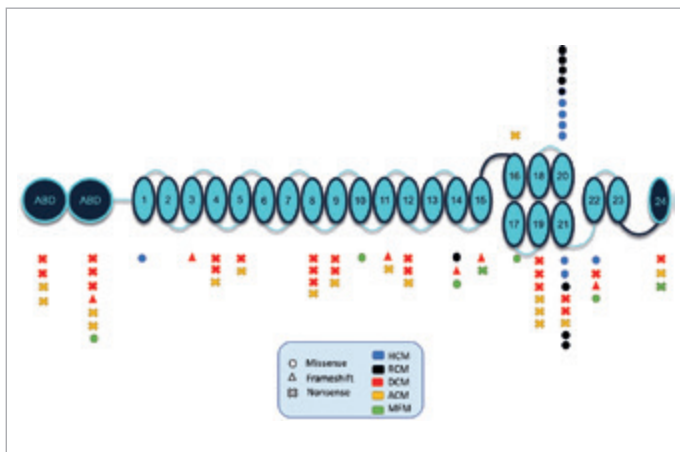 16 18 20
ABD ABD 1 2 3 4 5 6 7 8 9 10 11 12 13 14 15 22 23 24
17 19 21
HCM
Missense RCM
Frameshift DCM
Nonsense ACM
MFM